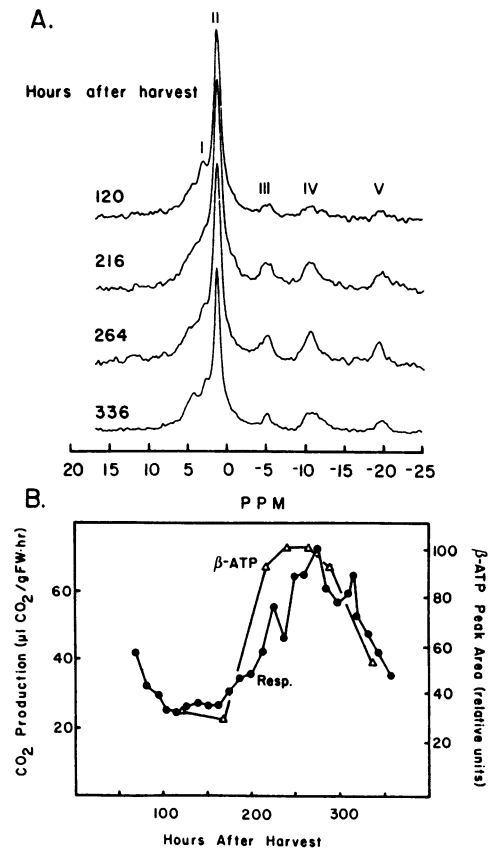 A.
II
Hours after harvest
I
III IV V
120
216
264
336
20 15 10 5 0 -5 -10 -15 -20 -25
PPM
B.
CO2 Production (μl CO2/gFW·hr)
60
40
20
β-ATP
Resp.
100
80
60
40
20
β-ATP Peak Area (relative units)
100 200 300
Hours After Harvest